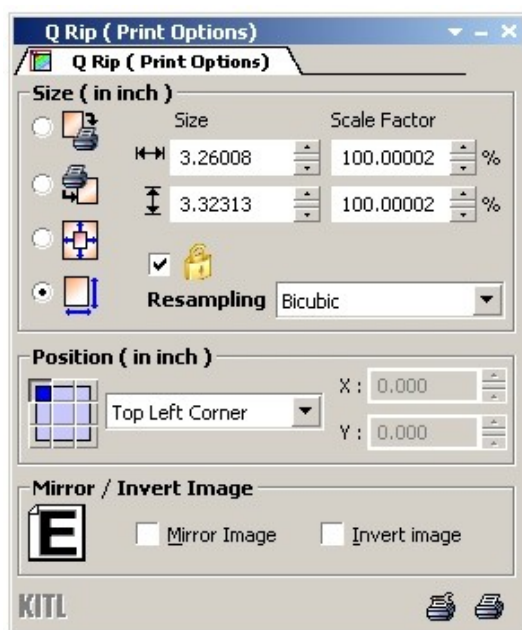 Q Rip ( Print Options)
Q Rip ( Print Options)
Size ( in inch )
Size Scale Factor
3.26008 100.00002 %
3.32313 100.00002 %
Resampling Bicubic
Position ( in inch )
X : 0.000
Top Left Corner
Y : 0.000
Mirror / Invert Image
E Mirror Image Invert image
KITL